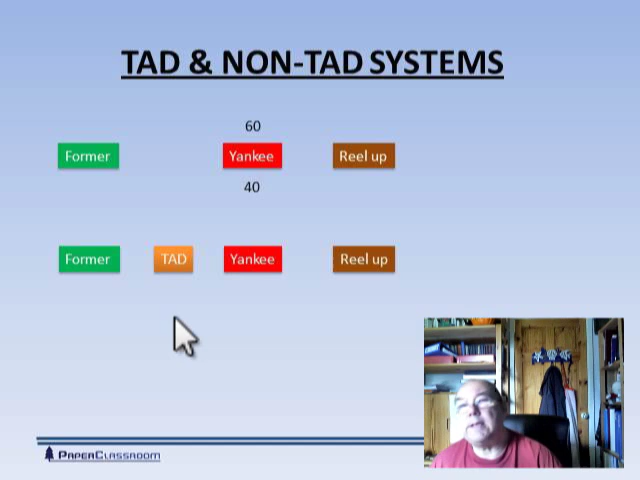 TAD & NON-TAD SYSTEMS
60
Former Yankee Reel up
40
Former TAD Yankee Reel up
PAPERCLASSROOM